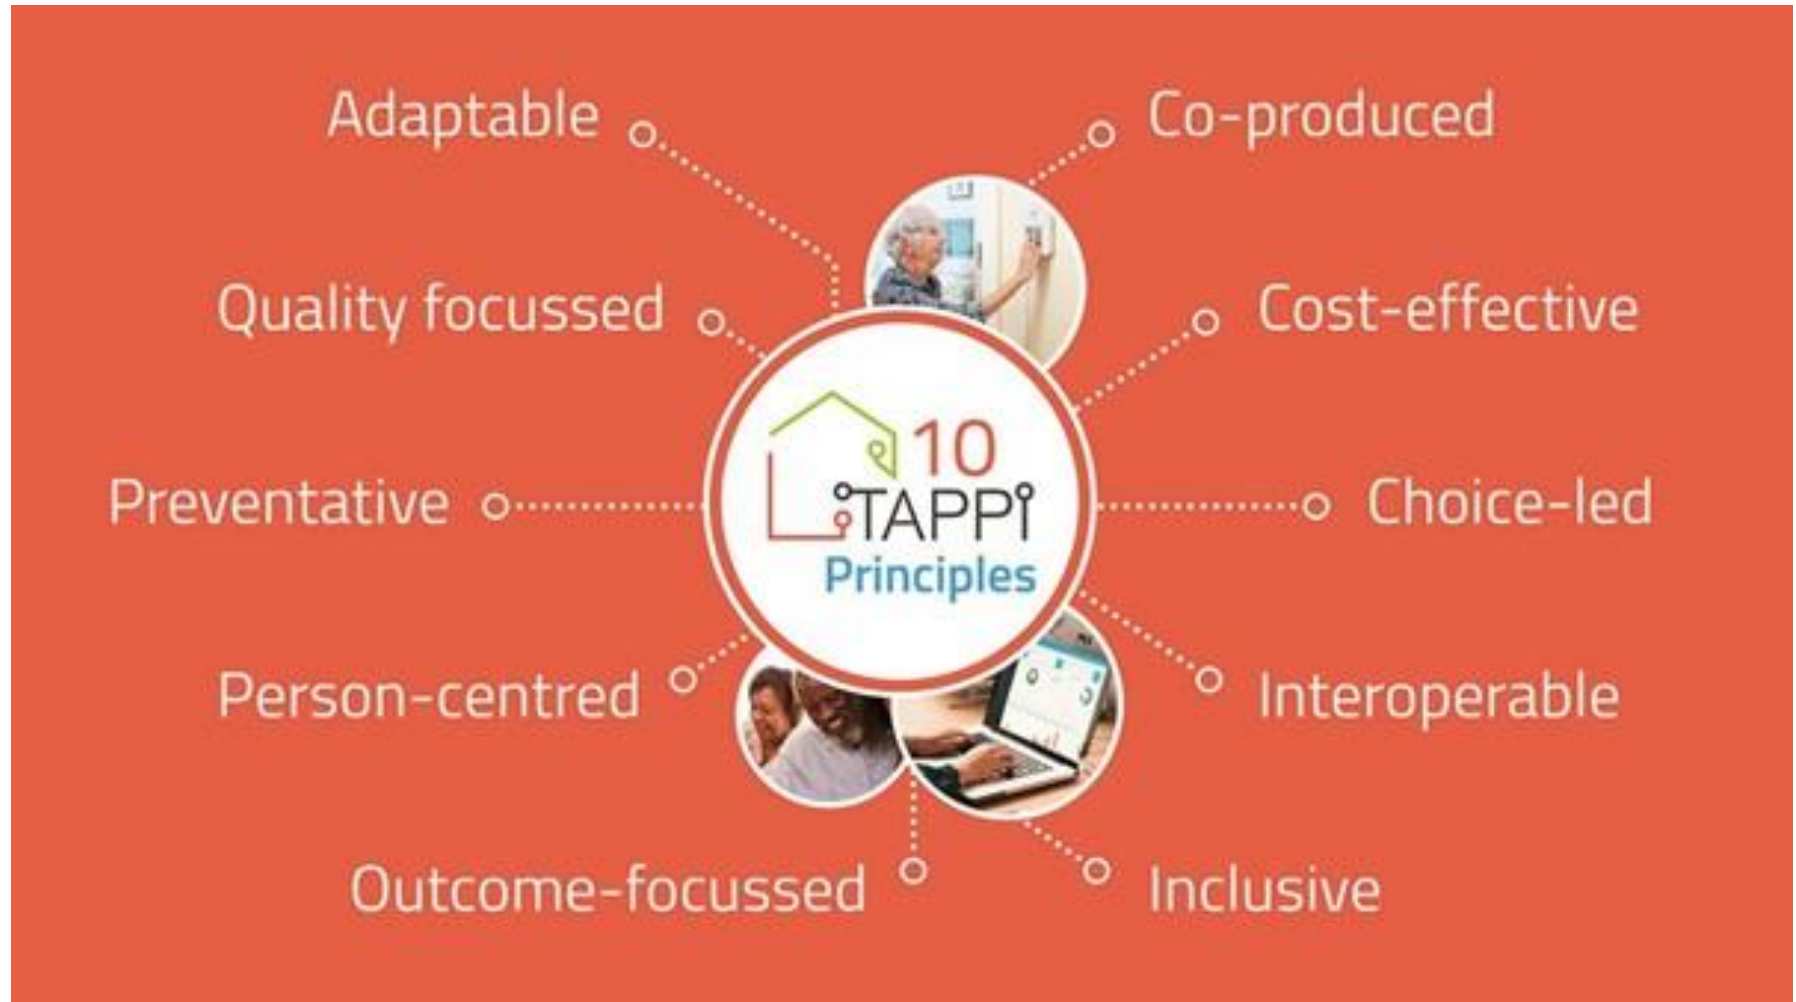 Adaptable
Co-produced
Quality focussed
Cost-effective
10
TAPPI
Principles
Preventative
Choice-led
Person-centred
Interoperable
Outcome-focussed
Inclusive